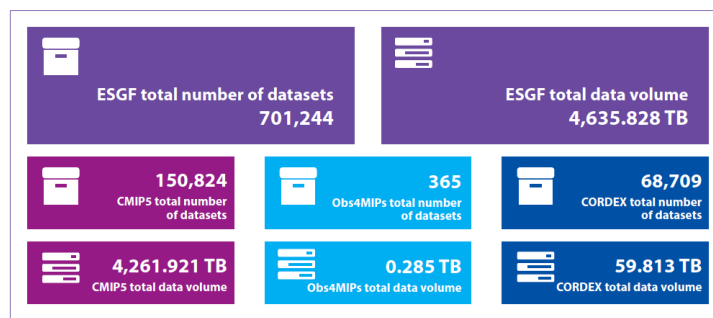 ESGF total number of datasets
701,244
ESGF total data volume
4,635.828 TB
150,824
CMIP5 total number
of datasets
365
Obs4MIPs total number
of datasets
68,709
CORDEX total number
of datasets
4,261.921 TB
CMIP5 total data volume
0.285 TB
Obs4MIPs total data volume
59.813 TB
CORDEX total data volume